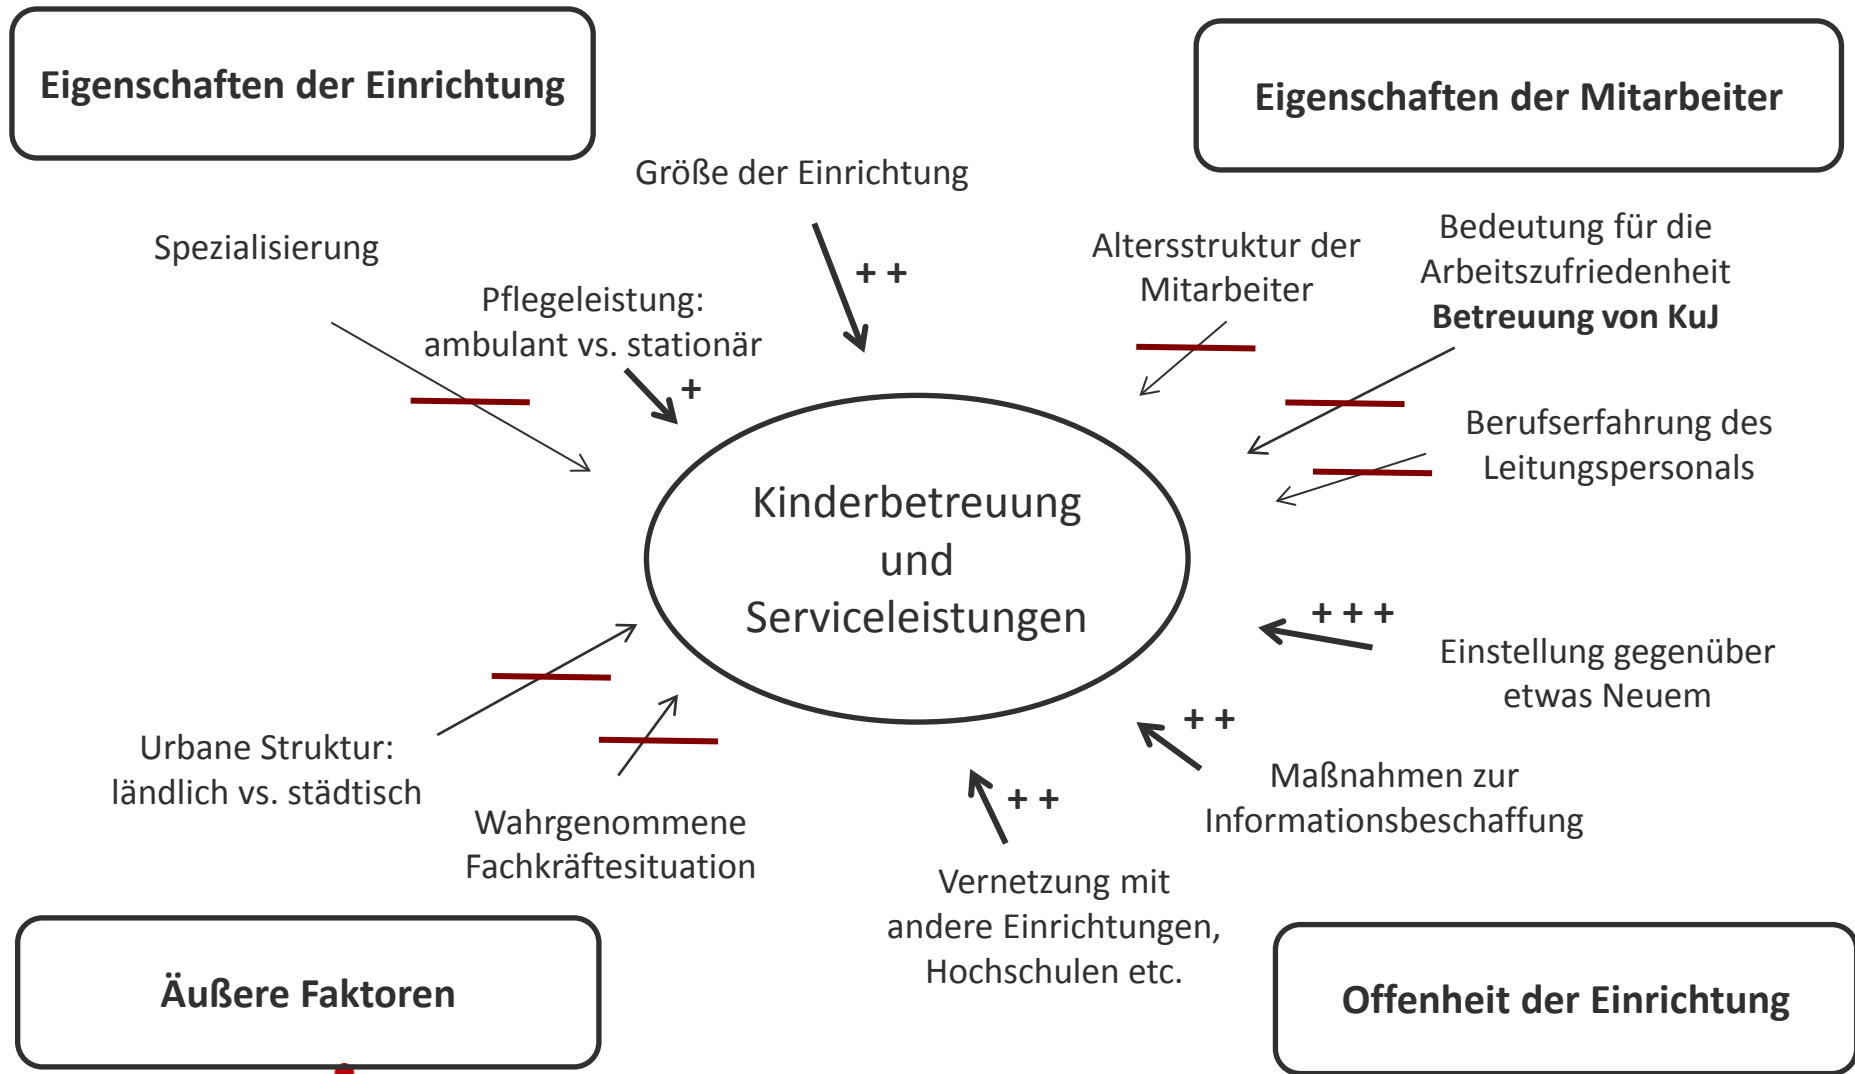 Eigenschaften der Einrichtung
Eigenschaften der Mitarbeiter
Größe der Einrichtung
+ +
Spezialisierung
Pflegeleistung:
ambulant vs. stationär
+
Altersstruktur der
Mitarbeiter
Bedeutung für die
Arbeitszufriedenheit
Betreuung von KuJ
Berufserfahrung des
Leitungspersonals
Kinderbetreuung
und
Serviceleistungen
+ + +
Einstellung gegenüber
etwas Neuem
+ +
Maßnahmen zur
Informationsbeschaffung
+ +
Vernetzung mit
andere Einrichtungen,
Hochschulen etc.
Urbane Struktur:
ländlich vs. städtisch
Wahrgenommene
Fachkräftesituation
Äußere Faktoren
Offenheit der Einrichtung